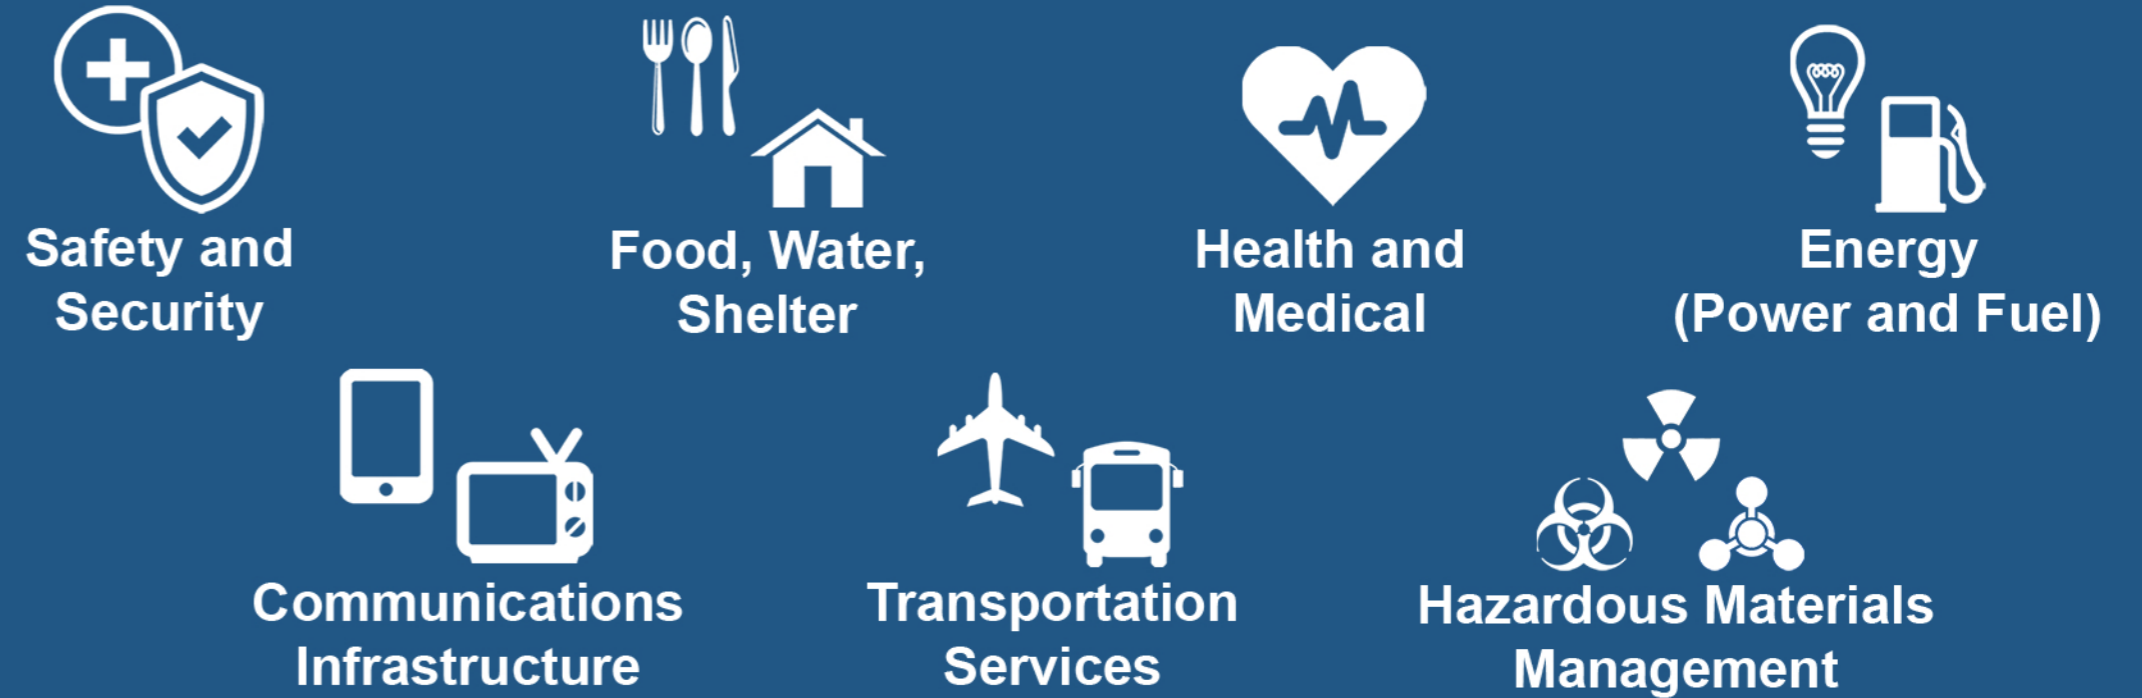 Safety and
Security
Food, Water,
Shelter
Health and
Medical
Energy
(Power and Fuel)
Communications
Infrastructure
Transportation
Services
Hazardous Materials
Management